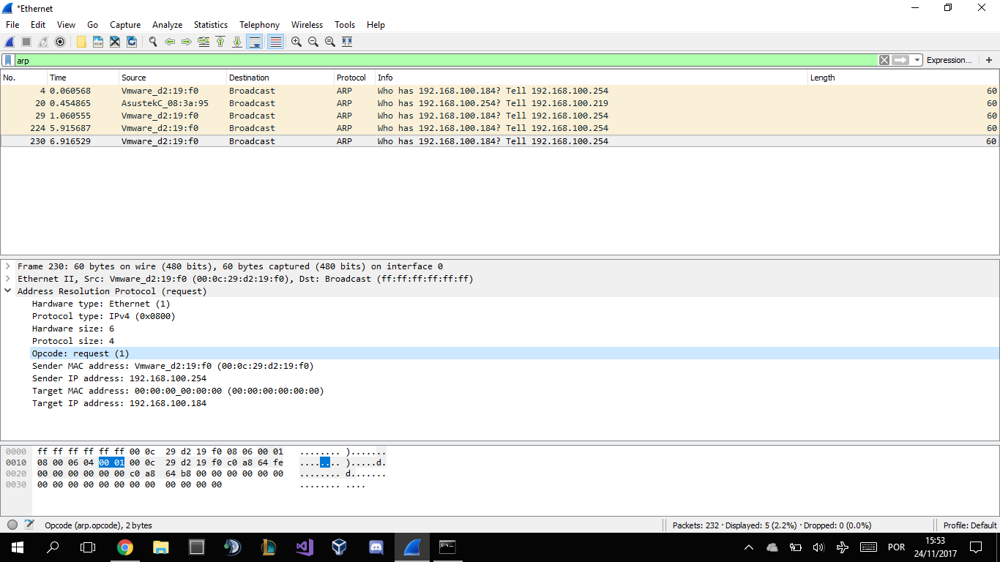 *Ethernet
File Edit View Go Capture Analyze Statistics Telephony Wireless Tools Help
arp
Expression... +
No. Time Source Destination Protocol Info Length
4 0.060568 Vmware_d2:19:f0 Broadcast ARP Who has 192.168.100.184? Tell 192.168.100.254 60
20 0.454865 AsustekC_08:3a:95 Broadcast ARP Who has 192.168.100.254? Tell 192.168.100.219 60
29 1.060555 Vmware_d2:19:f0 Broadcast ARP Who has 192.168.100.184? Tell 192.168.100.254 60
224 5.915687 Vmware_d2:19:f0 Broadcast ARP Who has 192.168.100.184? Tell 192.168.100.254 60
230 6.916529 Vmware_d2:19:f0 Broadcast ARP Who has 192.168.100.184? Tell 192.168.100.254 60
Frame 230: 60 bytes on wire (480 bits), 60 bytes captured (480 bits) on interface 0
Ethernet II, Src: Vmware_d2:19:f0 (00:0c:29:d2:19:f0), Dst: Broadcast (ff:ff:ff:ff:ff:ff)
Address Resolution Protocol (request)
Hardware type: Ethernet (1)
Protocol type: IPv4 (0x0800)
Hardware size: 6
Protocol size: 4
Opcode: request (1)
Sender MAC address: Vmware_d2:19:f0 (00:0c:29:d2:19:f0)
Sender IP address: 192.168.100.254
Target MAC address: 00:00:00_00:00:00 (00:00:00:00:00:00)
Target IP address: 192.168.100.184
0000 ff ff ff ff ff ff 00 0c 29 d2 19 f0 08 06 00 01 ........ ).......
0010 08 00 06 04 00 01 00 0c 29 d2 19 f0 c0 a8 64 fe ........ ).....d.
0020 00 00 00 00 00 00 c0 a8 64 b8 00 00 00 00 00 00 ........ d.......
0030 00 00 00 00 00 00 00 00 00 00 00 00 ........ ....
Opcode (arp.opcode), 2 bytes
Packets: 232 · Displayed: 5 (2.2%) · Dropped: 0 (0.0%)
Profile: Default
POR
15:53
24/11/2017